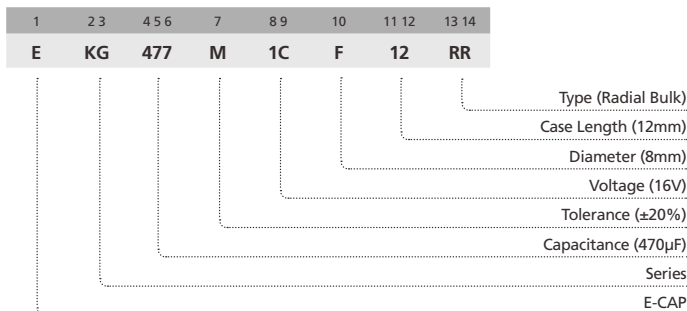 1 2 3 4 5 6 7 8 9 10 11 12 13 14
E KG 477 M 1C F 12 RR
Type (Radial Bulk)
Case Length (12mm)
Diameter (8mm)
Voltage (16V)
Tolerance (±20%)
Capacitance (470μF)
Series
E-CAP